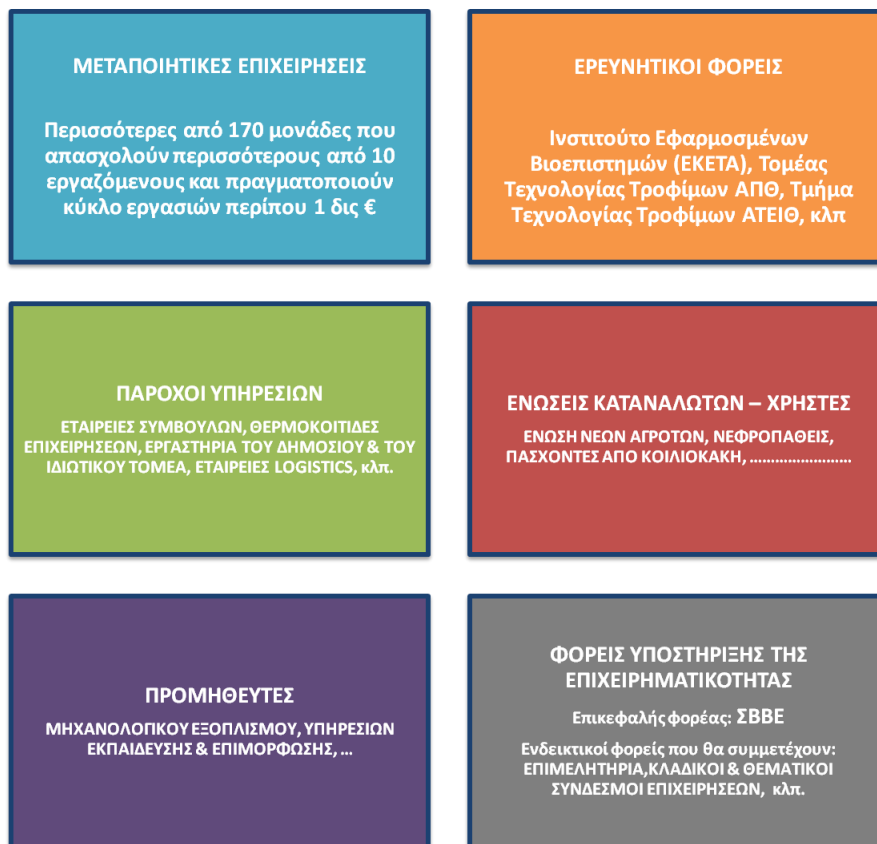 ΜΕΤΑΠΟΙΗΤΙΚΕΣ ΕΠΙΧΕΙΡΗΣΕΙΣ
Περισσότερες από 170 μονάδες που
απασχολούν περισσότερους από 10
εργαζόμενους και πραγματοποιούν
κύκλο εργασιών περίπου 1 δις €
ΕΡΕΥΝΗΤΙΚΟΙ ΦΟΡΕΙΣ
Ινστιτούτο Εφαρμοσμένων
Βιοεπιστημών (ΕΚΕΤΑ), Τομέας
Τεχνολογίας Τροφίμων ΑΠΘ, Τμήμα
Τεχνολογίας Τροφίμων ΑΤΕΙΘ, κλπ
ΠΑΡΟΧΟΙ ΥΠΗΡΕΣΙΩΝ
ΕΤΑΙΡΕΙΕΣ ΣΥΜΒΟΥΛΩΝ, ΘΕΡΜΟΚΟΙΤΙΔΕΣ
ΕΠΙΧΕΙΡΗΣΕΩΝ, ΕΡΓΑΣΤΗΡΙΑ ΤΟΥ ΔΗΜΟΣΙΟΥ & ΤΟΥ
ΙΔΙΩΤΙΚΟΥ ΤΟΜΕΑ, ΕΤΑΙΡΕΙΕΣ LOGISTICS, κλπ.
ΕΝΩΣΕΙΣ ΚΑΤΑΝΑΛΩΤΩΝ – ΧΡΗΣΤΕΣ
ΕΝΩΣΗ ΝΕΩΝ ΑΓΡΟΤΩΝ, ΝΕΦΡΟΠΑΘΕΙΣ,
ΠΑΣΧΟΝΤΕΣ ΑΠΟ ΚΟΙΛΙΟΚΑΚΗ, ........................
ΠΡΟΜΗΘΕΥΤΕΣ
ΜΗΧΑΝΟΛΟΓΙΚΟΥ ΕΞΟΠΛΙΣΜΟΥ, ΥΠΗΡΕΣΙΩΝ
ΕΚΠΑΙΔΕΥΣΗΣ & ΕΠΙΜΟΡΦΩΣΗΣ, ...
ΦΟΡΕΙΣ ΥΠΟΣΤΗΡΙΞΗΣ ΤΗΣ
ΕΠΙΧΕΙΡΗΜΑΤΙΚΟΤΗΤΑΣ
Επικεφαλής φορέας: ΣΒΒΕ
Ενδεικτικοί φορείς που θα συμμετέχουν:
ΕΠΙΜΕΛΗΤΗΡΙΑ,ΚΛΑΔΙΚΟΙ & ΘΕΜΑΤΙΚΟΙ
ΣΥΝΔΕΣΜΟΙ ΕΠΙΧΕΙΡΗΣΕΩΝ, κλπ.